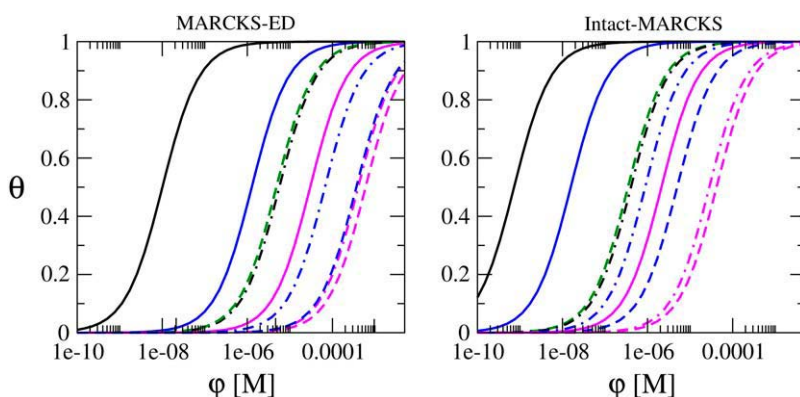 MARCKS-ED
Intact-MARCKS
θ
1
0.8
0.6
0.4
0.2
0
1e-10
1e-08
1e-06
0.0001
φ [M]
1
0.8
0.6
0.4
0.2
0
1e-10
1e-08
1e-06
0.0001
φ [M]